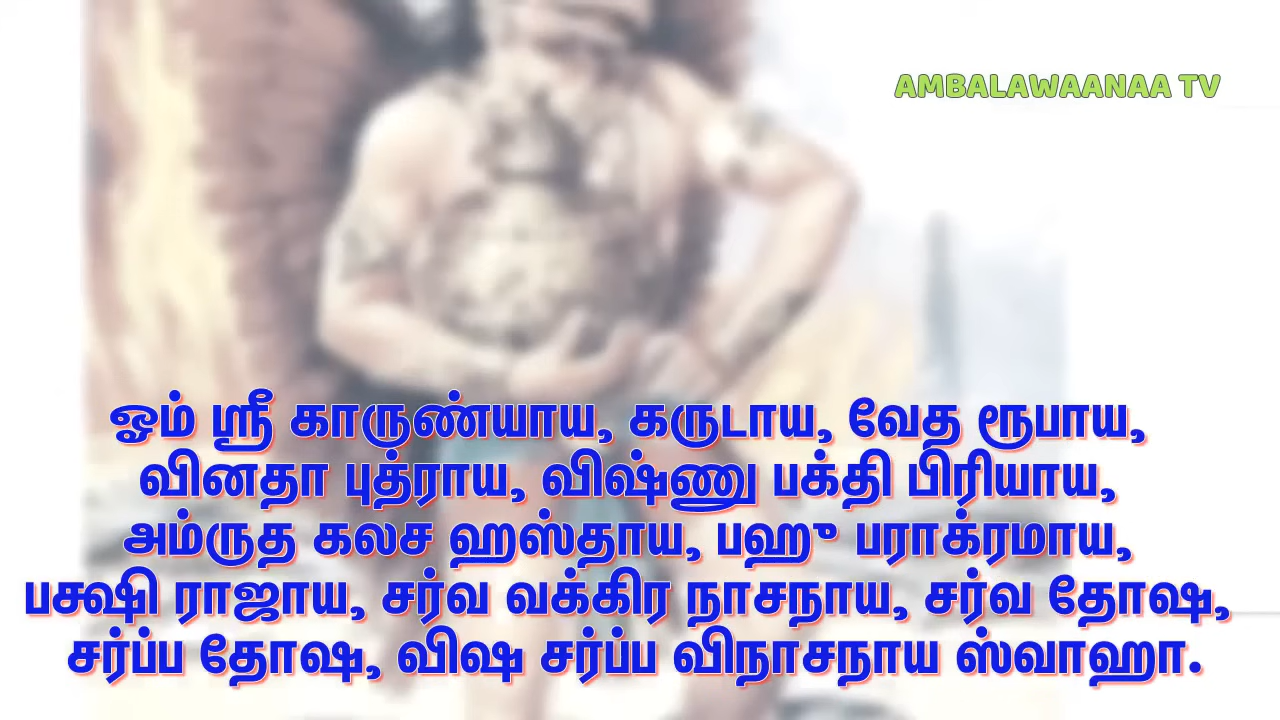 AMBALAWAANAA TV
ஓம் ஸ்ரீ காருண்யாய, கருடாய, வேத ரூபாய,
வினதா புத்ராய, விஷ்ணு பக்தி பிரியாய,
அம்ருத கலச ஹஸ்தாய, பஹு பராக்ரமாய,
பக்ஷி ராஜாய, சர்வ வக்கிர நாசநாய, சர்வ தோஷ,
சர்ப்ப தோஷ, விஷ சர்ப்ப விநாசநாய ஸ்வாஹா.